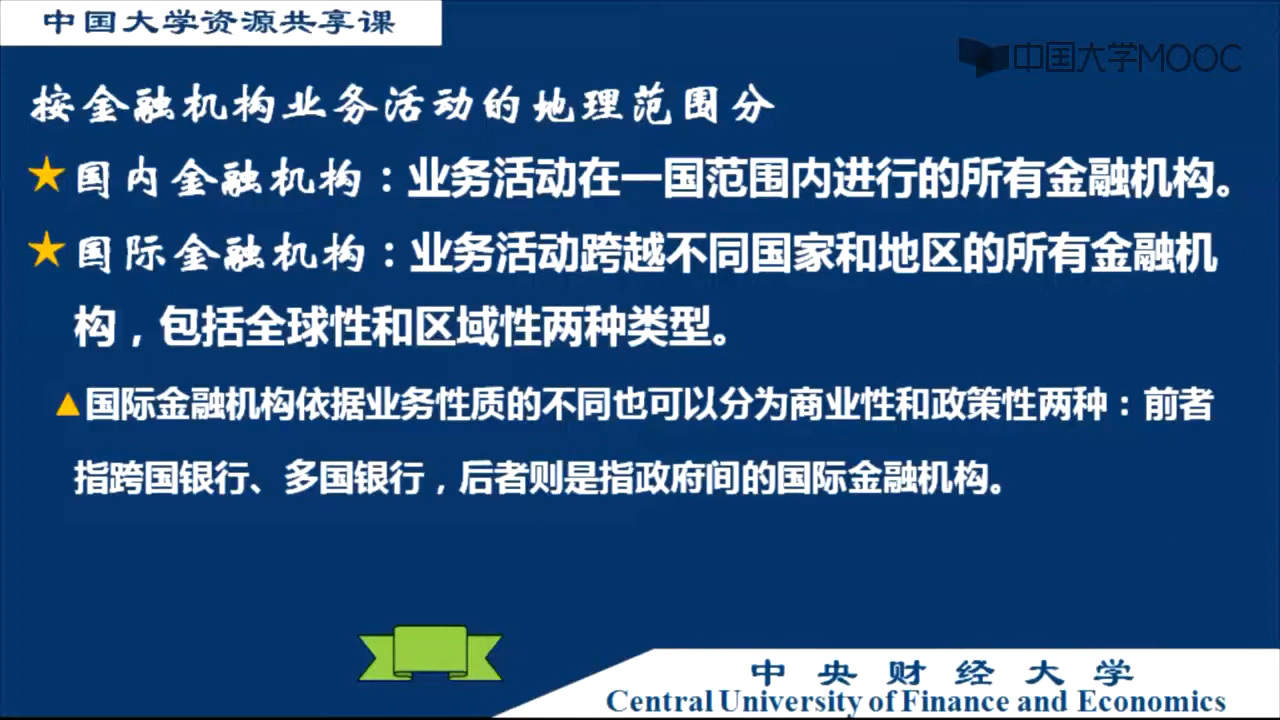 中国大学资源共享课
中国大学MOOC
按金融机构业务活动的地理范围分
★国内金融机构：业务活动在一国范围内进行的所有金融机构。
★国际金融机构：业务活动跨越不同国家和地区的所有金融机
构，包括全球性和区域性两种类型。
▲国际金融机构依据业务性质的不同也可以分为商业性和政策性两种：前者
指跨国银行、多国银行，后者则是指政府间的国际金融机构。
中央财经大学
Central University of Finance and Economics